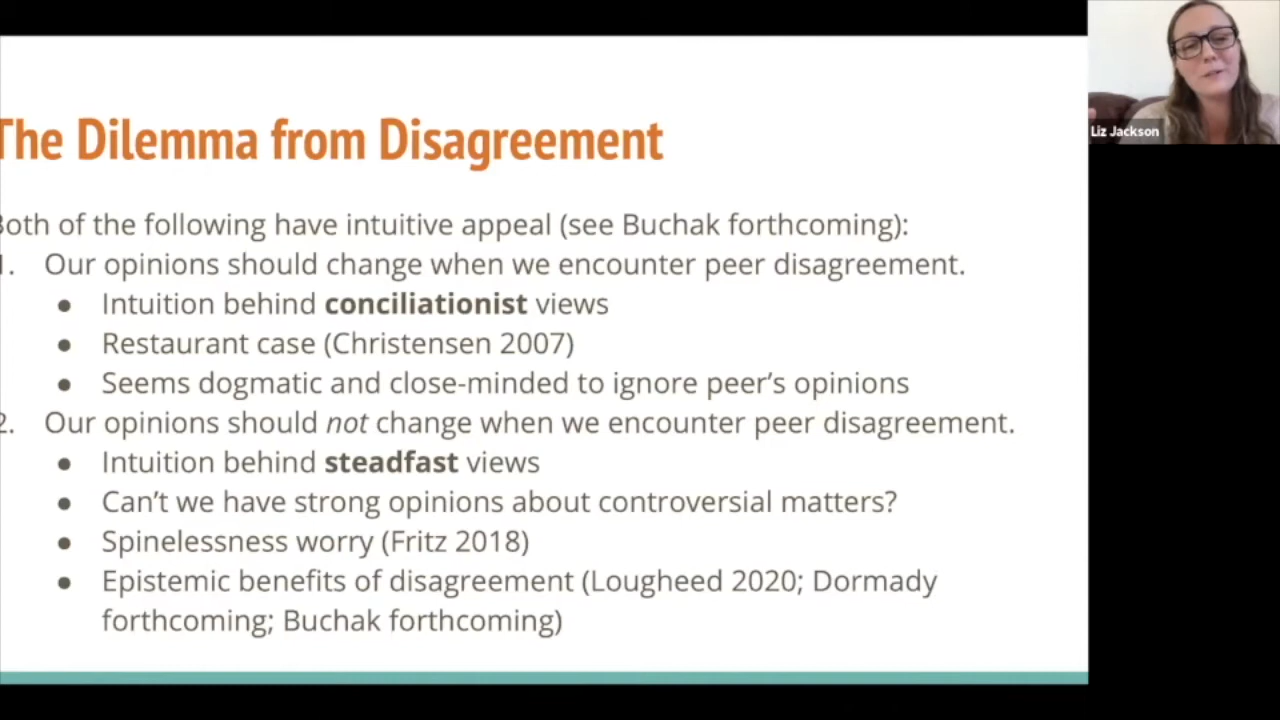 The Dilemma from Disagreement
Liz Jackson
Both of the following have intuitive appeal (see Buchak forthcoming):
1. Our opinions should change when we encounter peer disagreement.
● Intuition behind conciliationist views
● Restaurant case (Christensen 2007)
● Seems dogmatic and close-minded to ignore peer’s opinions
2. Our opinions should not change when we encounter peer disagreement.
● Intuition behind steadfast views
● Can’t we have strong opinions about controversial matters?
● Spinelessness worry (Fritz 2018)
● Epistemic benefits of disagreement (Lougheed 2020; Dormady
forthcoming; Buchak forthcoming)